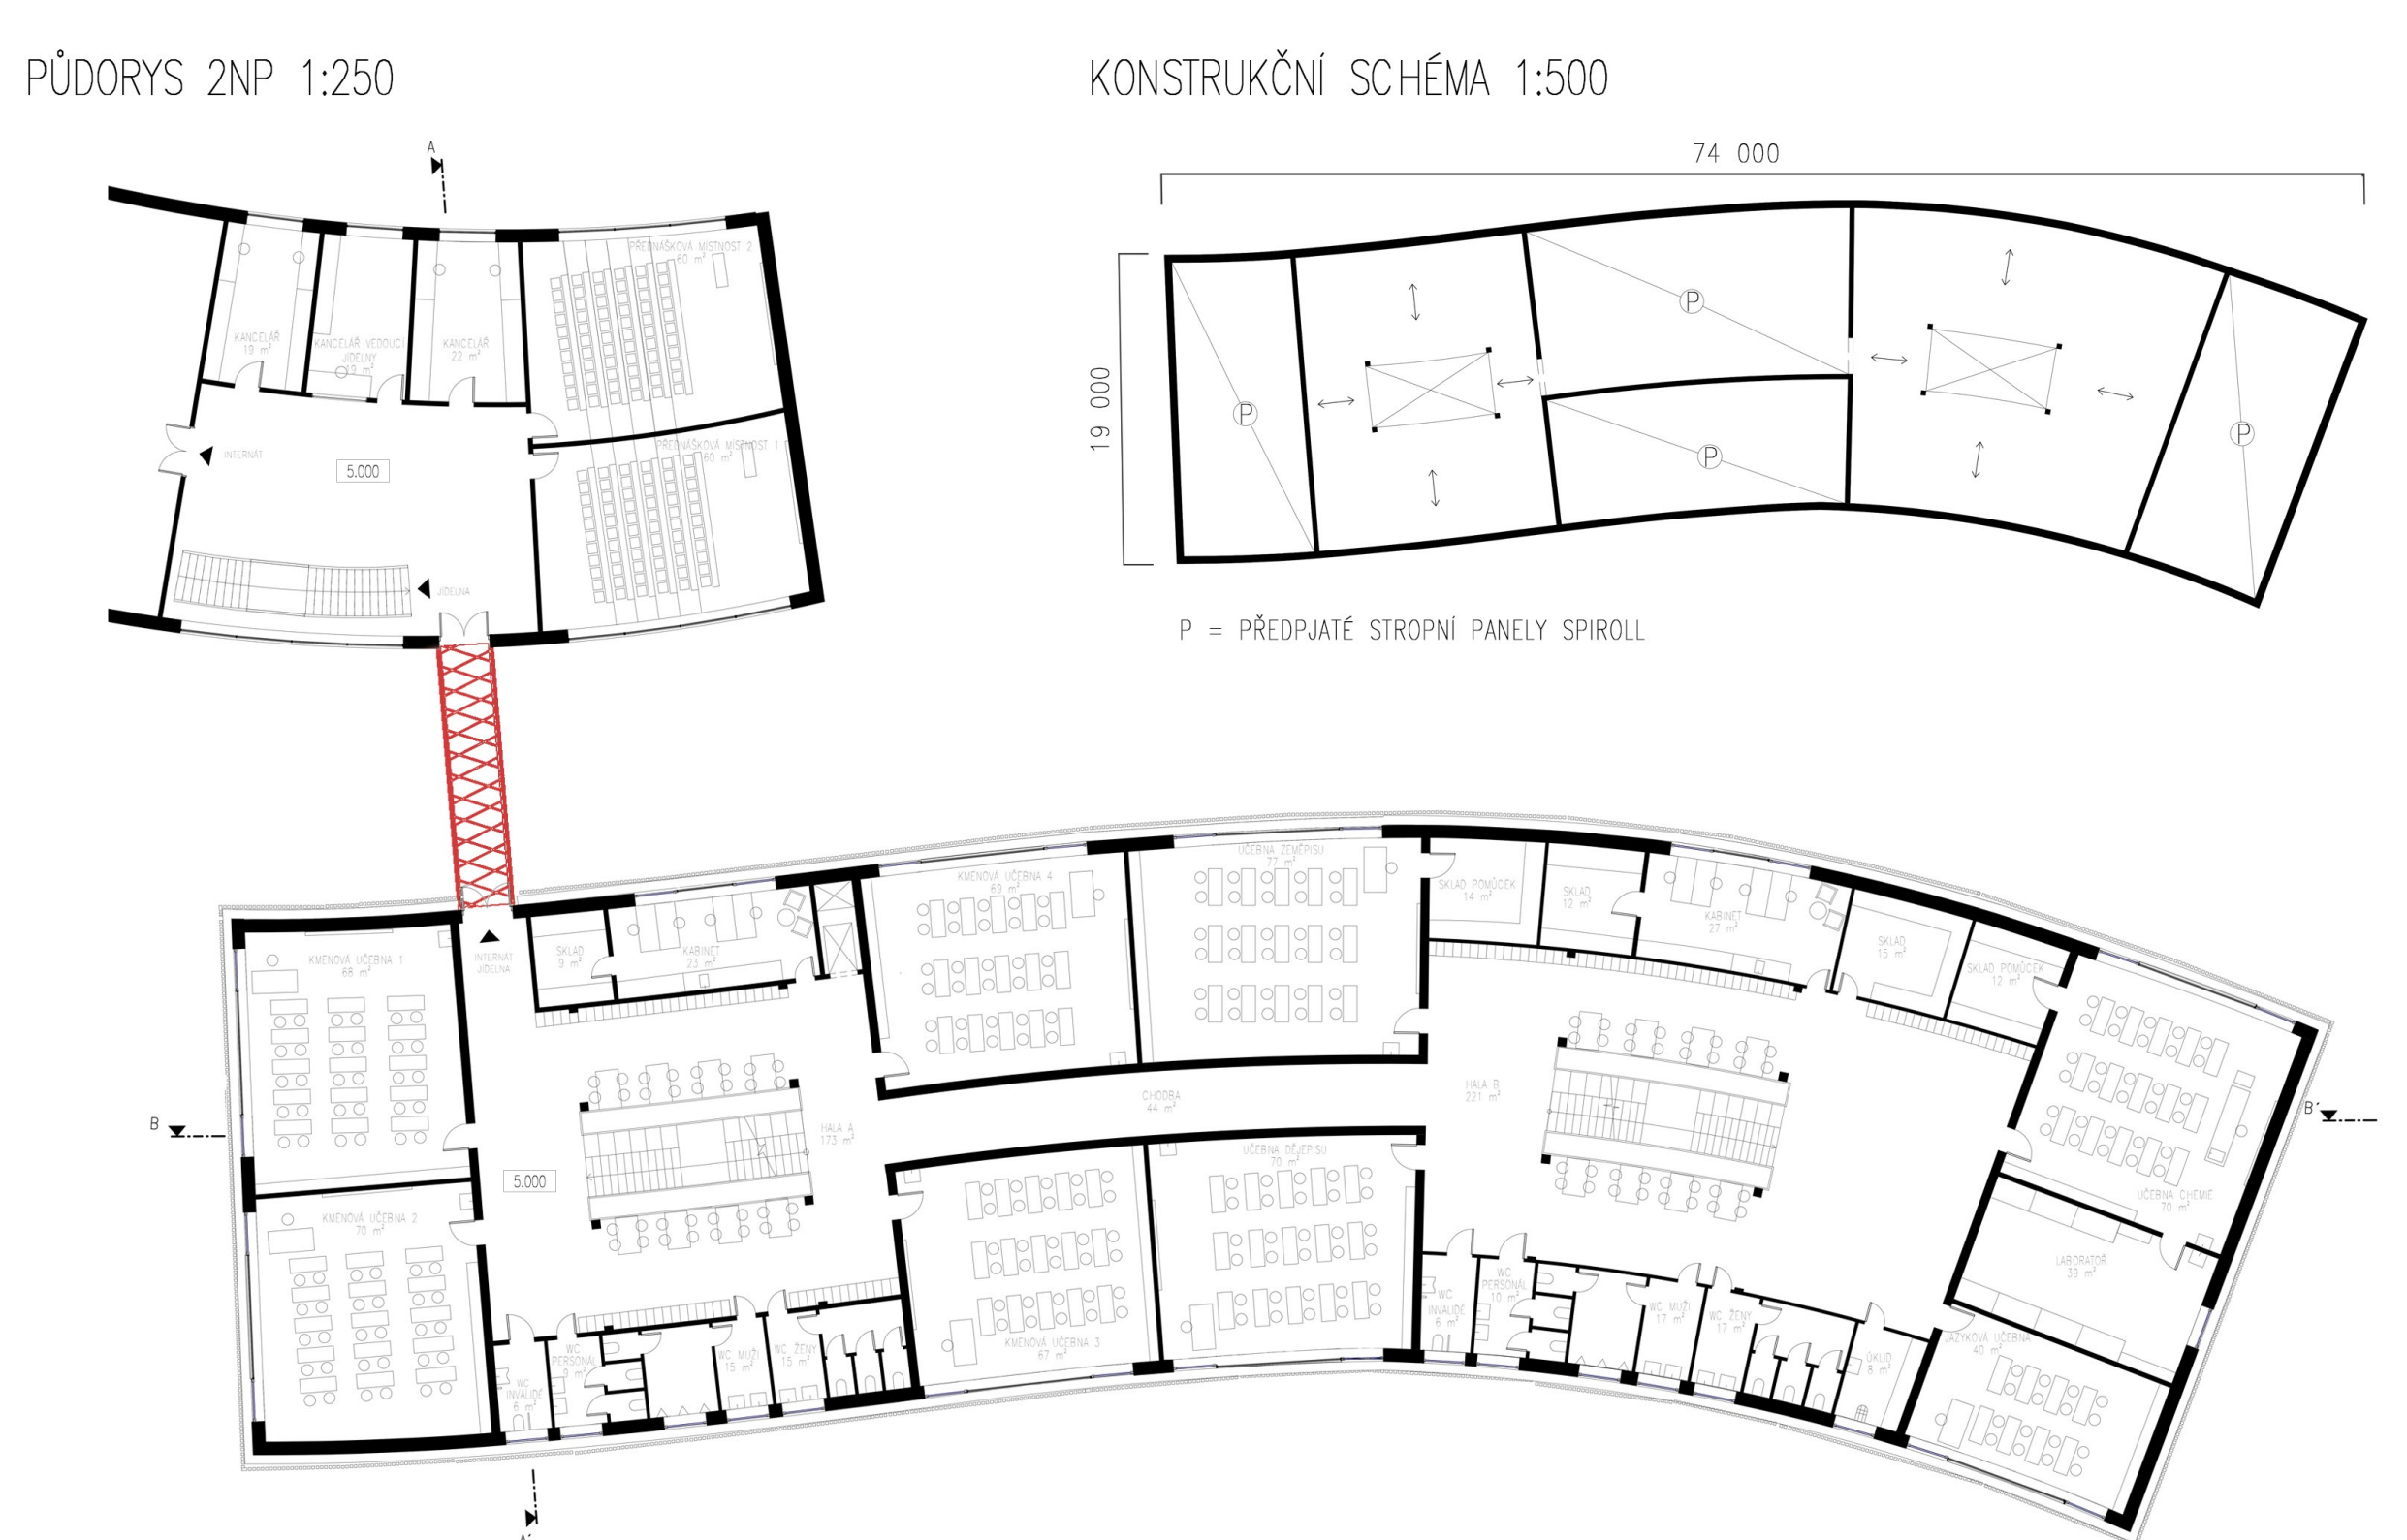 PŮDORYS 2NP 1:250
KONSTRUKČNÍ SCHÉMA 1:500
74 000
19 000
P
P
P
P
P = PŘEDPJATÉ STROPNÍ PANELY SPIROLL
A
PŘEDNÁŠKOVÁ MÍSTNOST 2
60 m²
KANCELÁŘ
19 m²
KANCELÁŘ VEDOUCÍ
JÍDELNY
19 m²
KANCELÁŘ
22 m²
PŘEDNÁŠKOVÁ MÍSTNOST 1
60 m²
INTERNÁT
5.000
JÍDELNA
KMENOVÁ UČEBNA 1
68 m²
INTERNÁT
JÍDELNA
SKLAD
9 m²
KABINET
23 m²
KMENOVÁ UČEBNA 4
69 m²
UČEBNA ZEMĚPISU
77 m²
SKLAD POMŮCEK
14 m²
SKLAD
12 m²
KABINET
27 m²
SKLAD
15 m²
SKLAD POMŮCEK
12 m²
B
HALA A
173 m²
CHODBA
44 m²
HALA B
221 m²
B´
5.000
KMENOVÁ UČEBNA 2
70 m²
UČEBNA DĚJEPISU
70 m²
UČEBNA CHEMIE
70 m²
LABORATOŘ
39 m²
KMENOVÁ UČEBNA 3
67 m²
WC
INVALIDÉ
6 m²
WC
PERSONÁL
9 m²
WC MUŽI
15 m²
WC ŽENY
15 m²
WC
INVALIDÉ
6 m²
WC
PERSONÁL
10 m²
WC MUŽI
17 m²
WC ŽENY
17 m²
ÚKLID
8 m²
JAZYKOVÁ UČEBNA
40 m²
A´